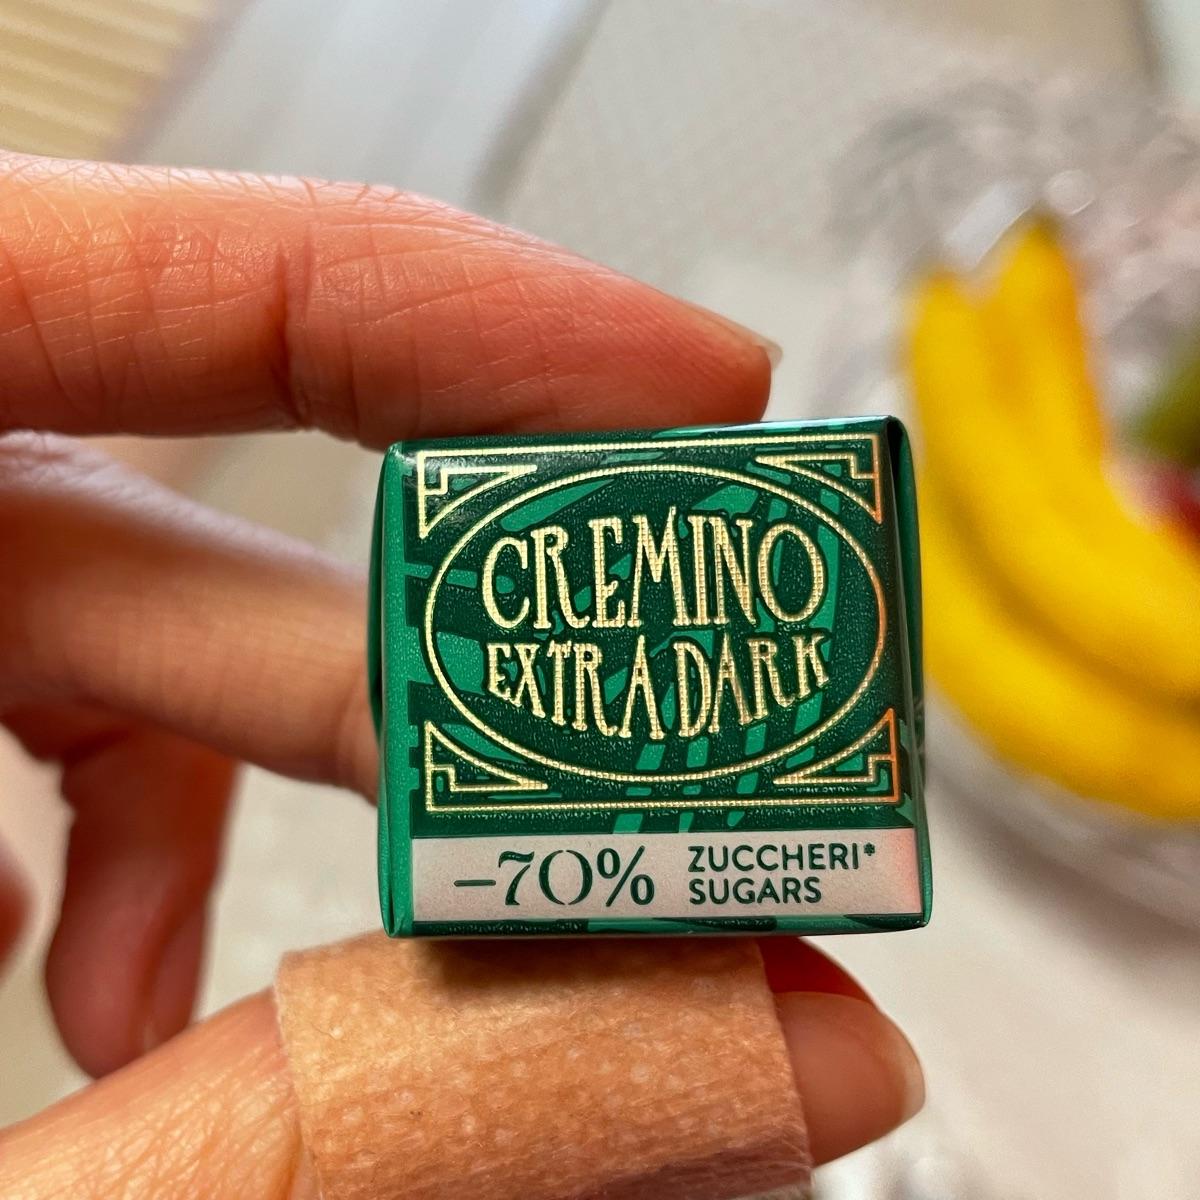 CREMINO
EXTRA DARK
–70% ZUCCHERI*
SUGARS